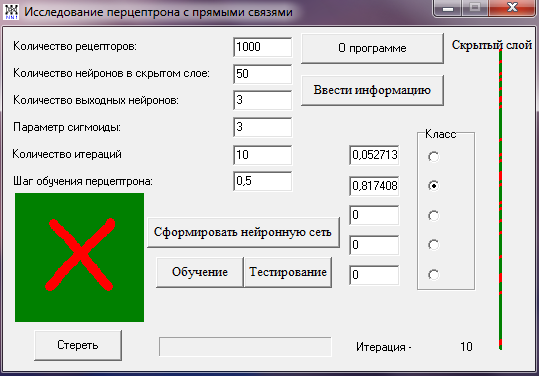 Исследование перцептрона с прямыми связями
Количество рецепторов: 1000
О программе
Скрытый слой
Количество нейронов в скрытом слое: 50
Ввести информацию
Количество выходных нейронов: 3
Параметр сигмоиды: 3
Класс
Количество итераций 10
0,052713
Шаг обучения перцептрона: 0,5
0,817408
0
Сформировать нейронную сеть
0
Обучение Тестирование
0
Стереть
Итерация - 10